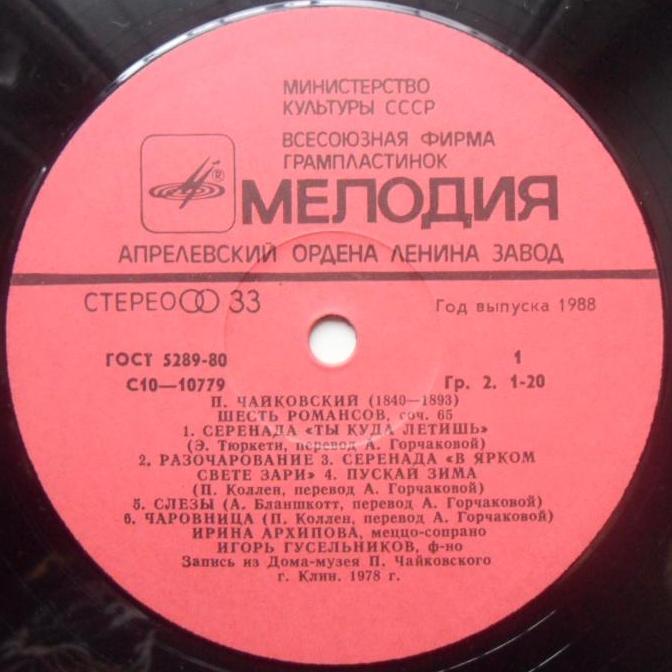 МИНИСТЕРСТВО
КУЛЬТУРЫ СССР
ВСЕСОЮЗНАЯ ФИРМА
ГРАМПЛАСТИНОК
®
МЕЛОДИЯ
АПРЕЛЕВСКИЙ ОРДЕНА ЛЕНИНА ЗАВОД
СТЕРЕО 33
Год выпуска 1988
ГОСТ 5289-80 1
С10—10779 Гр. 2. 1-20
П. ЧАЙКОВСКИЙ (1840—1893)
ШЕСТЬ РОМАНСОВ, соч. 65
1. СЕРЕНАДА «ТЫ КУДА ЛЕТИШЬ»
(Э. Тюркети, перевод А. Горчаковой)
2. РАЗОЧАРОВАНИЕ 3. СЕРЕНАДА «В ЯРКОМ
СВЕТЕ ЗАРИ» 4. ПУСКАЙ ЗИМА
(П. Коллен, перевод А. Горчаковой)
5. СЛЕЗЫ (А. Бланшкотт, перевод А. Горчаковой)
6. ЧАРОВНИЦА (П. Коллен, перевод А. Горчаковой)
ИРИНА АРХИПОВА, меццо-сопрано
ИГОРЬ ГУСЕЛЬНИКОВ, ф-но
Запись из Дома-музея П. Чайковского
г. Клин. 1978 г.